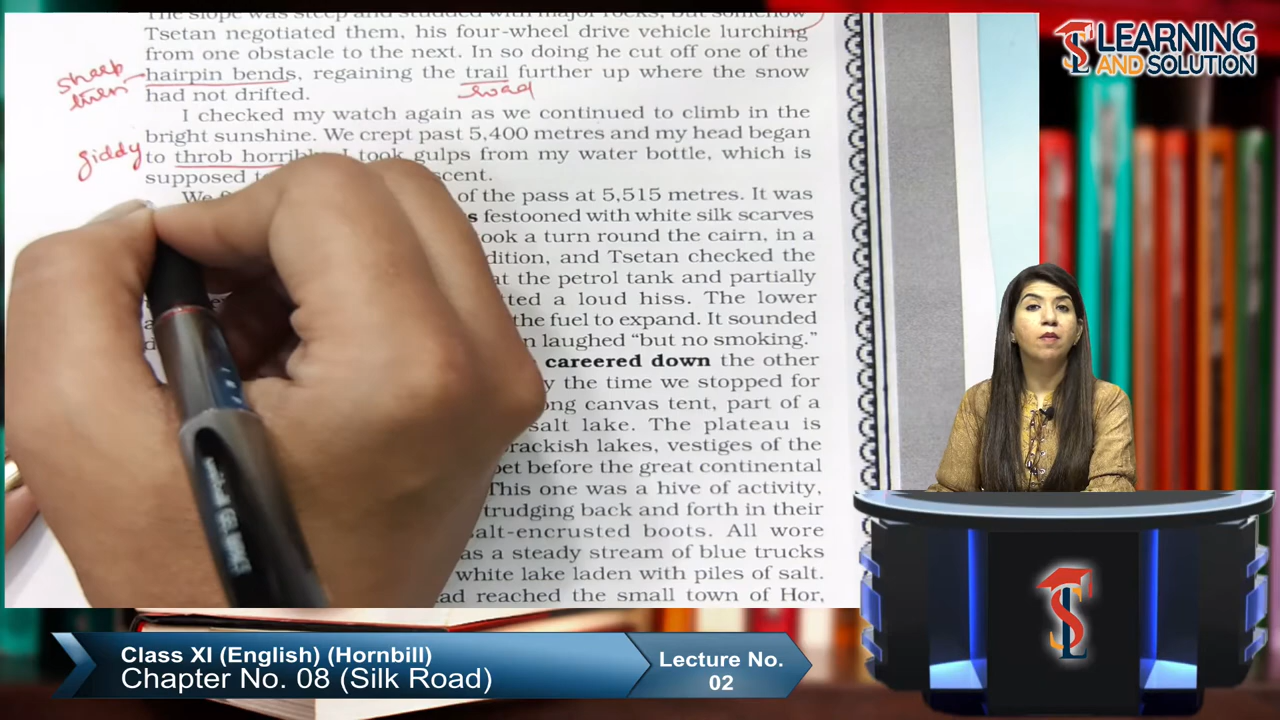 The slope was steep and studded with major rocks, but somehow
Tsetan negotiated them, his four-wheel drive vehicle lurching
from one obstacle to the next. In so doing he cut off one of the
hairpin bends, regaining the trail further up where the snow
had not drifted.
sharp
turn
road
I checked my watch again as we continued to climb in the
bright sunshine. We crept past 5,400 metres and my head began
giddy
to throb horribly. I took gulps from my water bottle, which is
supposed scent.
We of the pass at 5,515 metres. It was
s festooned with white silk scarves
ook a turn round the cairn, in a
dition, and Tsetan checked the
at the petrol tank and partially
tted a loud hiss. The lower
the fuel to expand. It sounded
n laughed “but no smoking.”
careered down the other
y the time we stopped for
ong canvas tent, part of a
salt lake. The plateau is
rackish lakes, vestiges of the
bet before the great continental
This one was a hive of activity,
trudging back and forth in their
salt-encrusted boots. All wore
as a steady stream of blue trucks
white lake laden with piles of salt.
ad reached the small town of Hor,
LEARNING
AND SOLUTION
Class XI (English) (Hornbill)
Chapter No. 08 (Silk Road)
Lecture No.
02